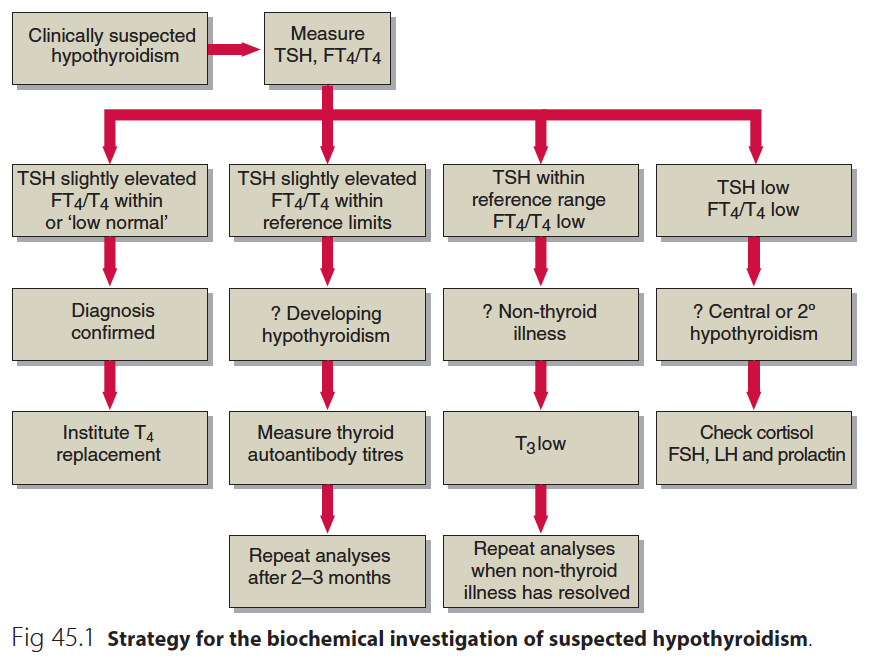 Clinically suspected
hypothyroidism
Measure
TSH, FT4/T4
TSH slightly elevated
FT4/T4 within
or ‘low normal’
TSH slightly elevated
FT4/T4 within
reference limits
TSH within
reference range
FT4/T4 low
TSH low
FT4/T4 low
Diagnosis
confirmed
? Developing
hypothyroidism
? Non-thyroid
illness
? Central or 2º
hypothyroidism
Institute T4
replacement
Measure thyroid
autoantibody titres
T3 low
Check cortisol
FSH, LH and prolactin
Repeat analyses
after 2–3 months
Repeat analyses
when non-thyroid
illness has resolved
Fig 45.1 Strategy for the biochemical investigation of suspected hypothyroidism.